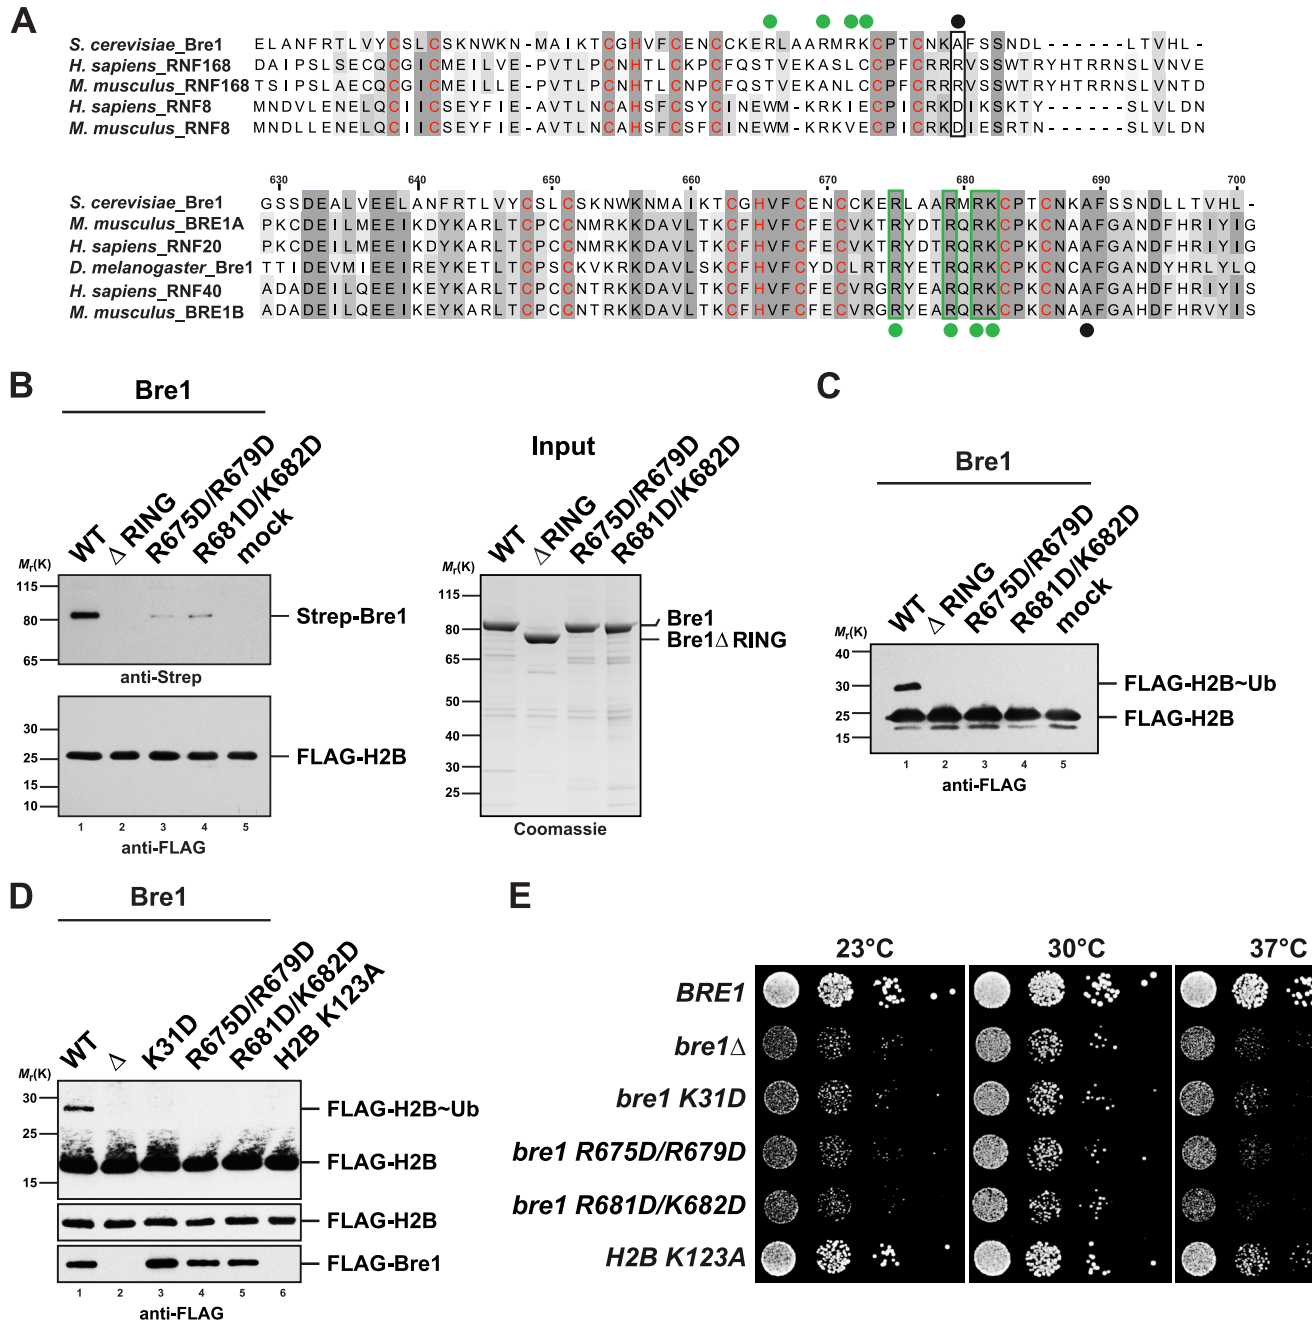 A
S. cerevisiae_Bre1 ELANFRTLVYCSLCSKNWKN-MAIKTCGHVFCENCCKERLAARMRKCPTCNKAFSSNDL------LTVHL-
H. sapiens_RNF168 DAIPSLSECQCGICMEILVE-PVTLPCNHTLCKPCFQSTVEKASLCCPFCRRRVSSWTRYHTRRNSLVNVE
M. musculus_RNF168 TSIPSLAECQCGICMEILLE-PVTLPCNHTLCNPCFQSTVEKANLCCPFCRRRVSSWTRYHTRRNSLVNTD
H. sapiens_RNF8 MNDVLENELQCIICSEYFIE-AVTLNCAHSFCSYCINEWM-KRKIECPICRKDIKSKTY------SLVLDN
M. musculus_RNF8 MNDLLENELQCIICSEYFIE-AVTLNCAHSFCSFCINEWM-KRKVECPICRKDIESRTN------SLVLDN
630 640 650 660 670 680 690 700
S. cerevisiae_Bre1 GSSDEALVEELANFRTLVYCSLCSKNWKNMAIKTCGHVFCENCCKERLAARMRKCPTCNKAFSSNDLLTVHL-
M. musculus_BRE1A PKCDEILMEEIKDYKARLTCPCCNMRKKDAVLTKCFHVFCFECVKTRYDTRQRKCPKCNAAFGANDFHRIYIG
H. sapiens_RNF20 PKCDEILMEEIKDYKARLTCPCCNMRKKDAVLTKCFHVFCFECVKTRYDTRQRKCPKCNAAFGANDFHRIYIG
D. melanogaster_Bre1 TTIDEVMIEEIREYKETLTCPSCKVKRKDAVLSKCFHVFCYDCLRTRYETRQRKCPKCNCAFGANDYHRLYLQ
H. sapiens_RNF40 ADADEILQEEIKEYKARLTCPCCNTRKKDAVLTKCFHVFCFECVRGRYEARQRKCPKCNAAFGAHDFHRIYIS
M. musculus_BRE1B ADADEILQEEIKEYKARLTCPCCNTRKKDAVLTKCFHVFCFECVRGRYEARQRKCPKCNAAFGAHDFHRVYIS
B
Bre1
WT
Δ RING
R675D/R679D
R681D/K682D
mock
Mr(K)
115
80
65
Strep-Bre1
anti-Strep
30
25
15
10
FLAG-H2B
1 2 3 4 5
anti-FLAG
Input
WT
ΔRING
R675D/R679D
R681D/K682D
Mr(K)
115
80
65
50
40
30
25
Bre1
Bre1Δ RING
Coomassie
C
Bre1
WT
Δ RING
R675D/R679D
R681D/K682D
mock
Mr(K)
40
30
25
15
FLAG-H2B~Ub
FLAG-H2B
1 2 3 4 5
anti-FLAG
D
Bre1
WT
Δ
K31D
R675D/R679D
R681D/K682D
H2B K123A
Mr(K)
30
25
15
FLAG-H2B~Ub
FLAG-H2B
FLAG-H2B
FLAG-Bre1
1 2 3 4 5 6
anti-FLAG
E
23°C 30°C 37°C
BRE1
bre1Δ
bre1 K31D
bre1 R675D/R679D
bre1 R681D/K682D
H2B K123A